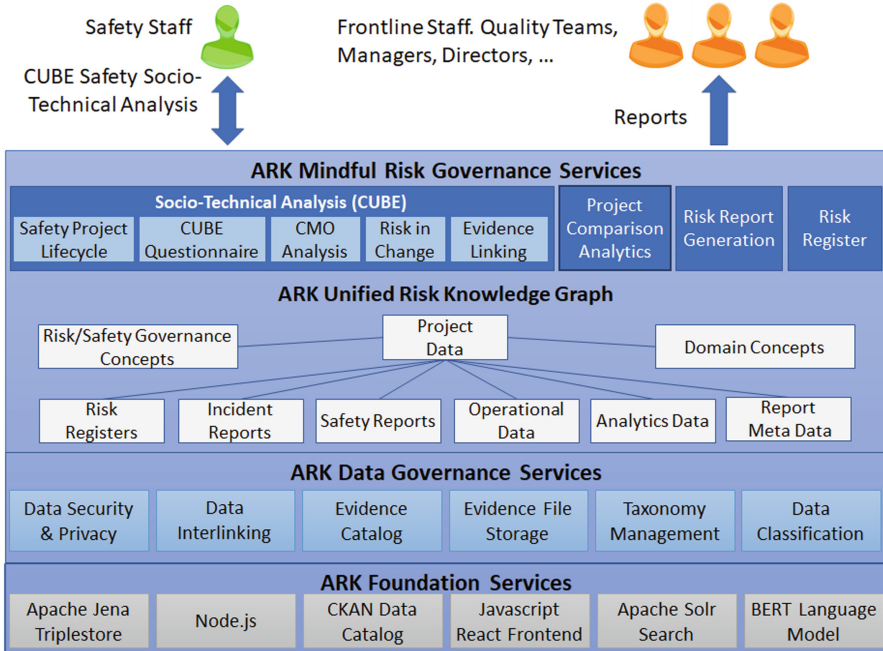 Safety Staff
CUBE Safety Socio-
Technical Analysis
Frontline Staff. Quality Teams,
Managers, Directors, ...
Reports
ARK Mindful Risk Governance Services
Socio-Technical Analysis (CUBE)
Safety Project
Lifecycle
CUBE
Questionnaire
CMO
Analysis
Risk in
Change
Evidence
Linking
Project
Comparison
Analytics
Risk Report
Generation
Risk
Register
ARK Unified Risk Knowledge Graph
Risk/Safety Governance
Concepts
Project
Data
Domain Concepts
Risk
Registers
Incident
Reports
Safety Reports
Operational
Data
Analytics Data
Report
Meta Data
ARK Data Governance Services
Data Security
& Privacy
Data
Interlinking
Evidence
Catalog
Evidence File
Storage
Taxonomy
Management
Data
Classification
ARK Foundation Services
Apache Jena
Triplestore
Node.js
CKAN Data
Catalog
Javascript
React Frontend
Apache Solr
Search
BERT Language
Model